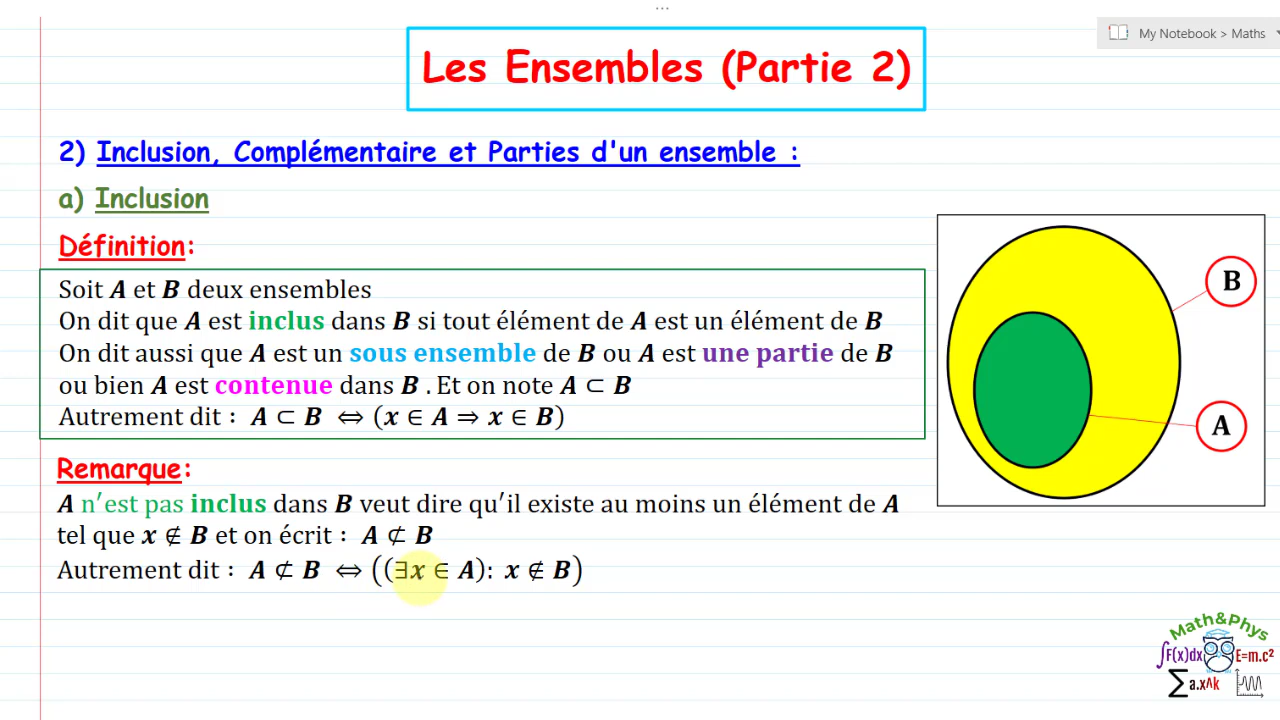 ...
My Notebook > Maths
Les Ensembles (Partie 2)
2) Inclusion, Complémentaire et Parties d'un ensemble :
a) Inclusion
Définition:
Soit A et B deux ensembles
On dit que A est inclus dans B si tout élément de A est un élément de B
On dit aussi que A est un sous ensemble de B ou A est une partie de B
ou bien A est contenue dans B . Et on note A ⊂ B
Autrement dit : A ⊂ B ⇔ (x ∈ A ⇒ x ∈ B)
B
A
Remarque:
A n'est pas inclus dans B veut dire qu'il existe au moins un élément de A
tel que x ∉ B et on écrit : A ⊄ B
Autrement dit : A ⊄ B ⇔ ((∃x ∈ A): x ∉ B)
Math&Phys
∫F(x)dx E=m.c²
∑a.x^k